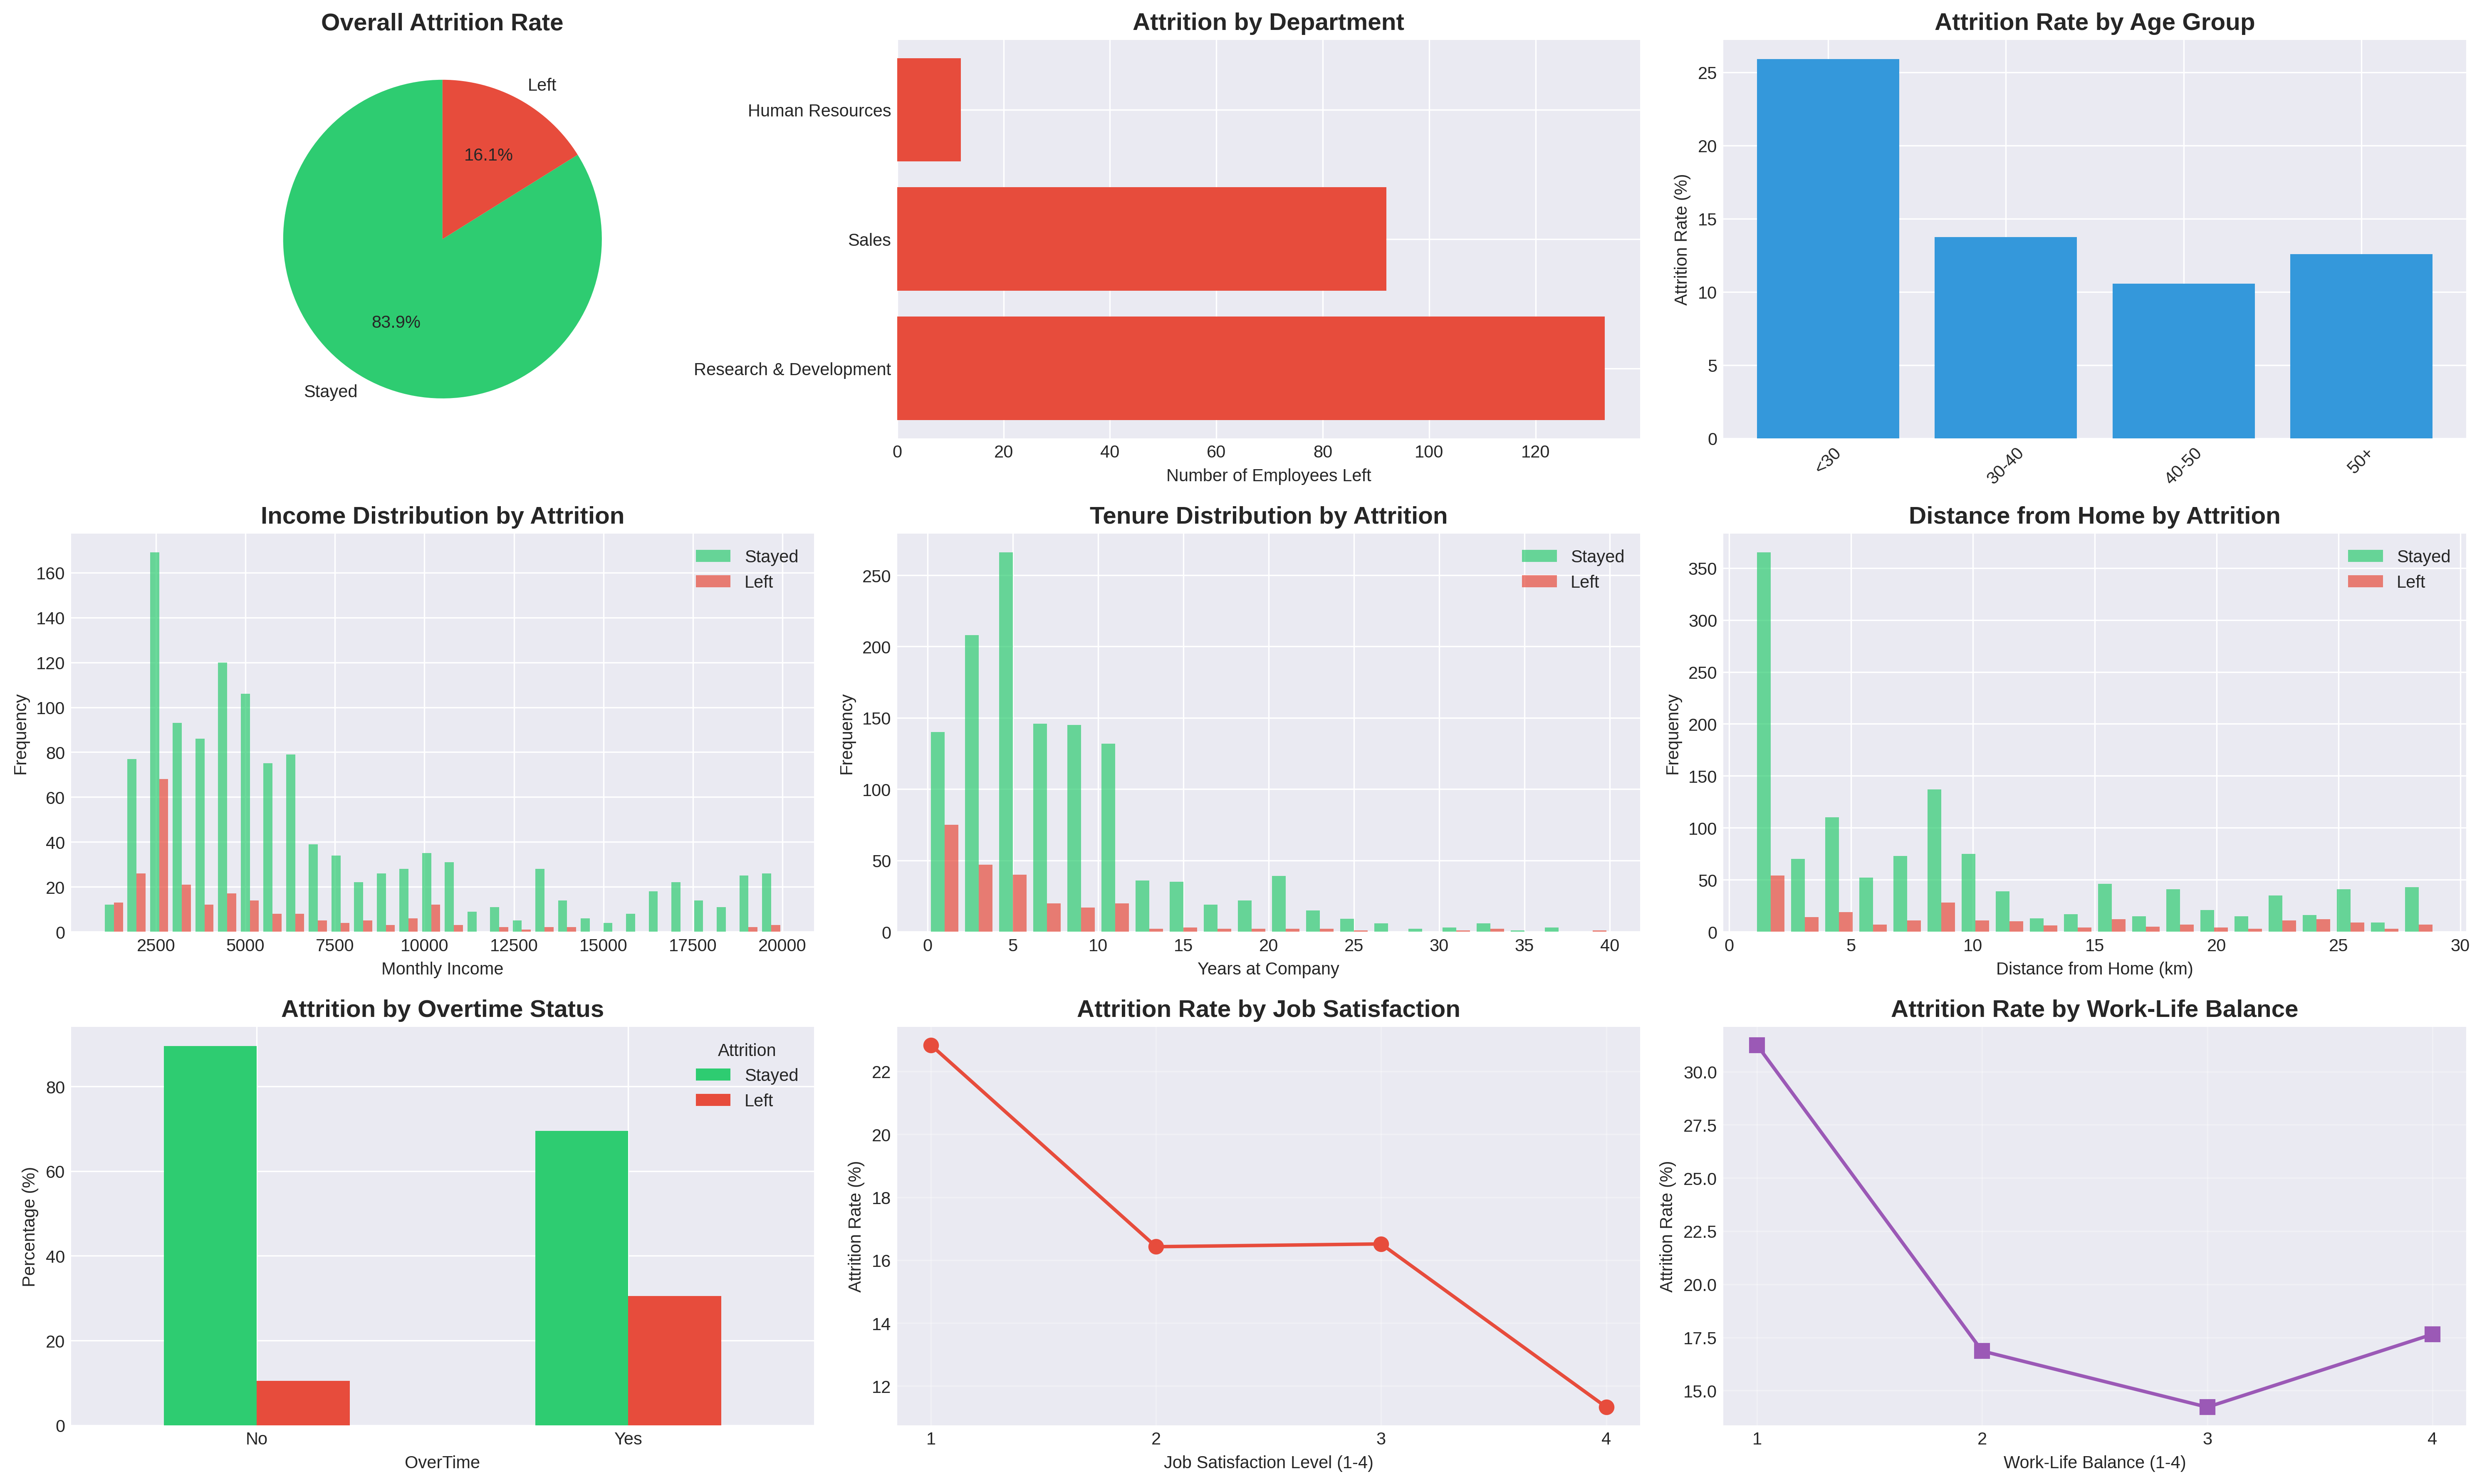 Overall Attrition Rate
Left
16.1%
83.9%
Stayed
Attrition by Department
Human Resources
Sales
Research & Development
0 20 40 60 80 100 120
Number of Employees Left
Attrition Rate by Age Group
Attrition Rate (%)
25
20
15
10
5
0
<30 30-40 40-50 50+
Income Distribution by Attrition
Stayed
Left
Frequency
160
140
120
100
80
60
40
20
0
2500 5000 7500 10000 12500 15000 17500 20000
Monthly Income
Tenure Distribution by Attrition
Stayed
Left
Frequency
250
200
150
100
50
0
0 5 10 15 20 25 30 35 40
Years at Company
Distance from Home by Attrition
Stayed
Left
Frequency
350
300
250
200
150
100
50
0
0 5 10 15 20 25 30
Distance from Home (km)
Attrition by Overtime Status
Attrition
Stayed
Left
Percentage (%)
80
60
40
20
0
No Yes
OverTime
Attrition Rate by Job Satisfaction
Attrition Rate (%)
22
20
18
16
14
12
1 2 3 4
Job Satisfaction Level (1-4)
Attrition Rate by Work-Life Balance
Attrition Rate (%)
30.0
27.5
25.0
22.5
20.0
17.5
15.0
1 2 3 4
Work-Life Balance (1-4)